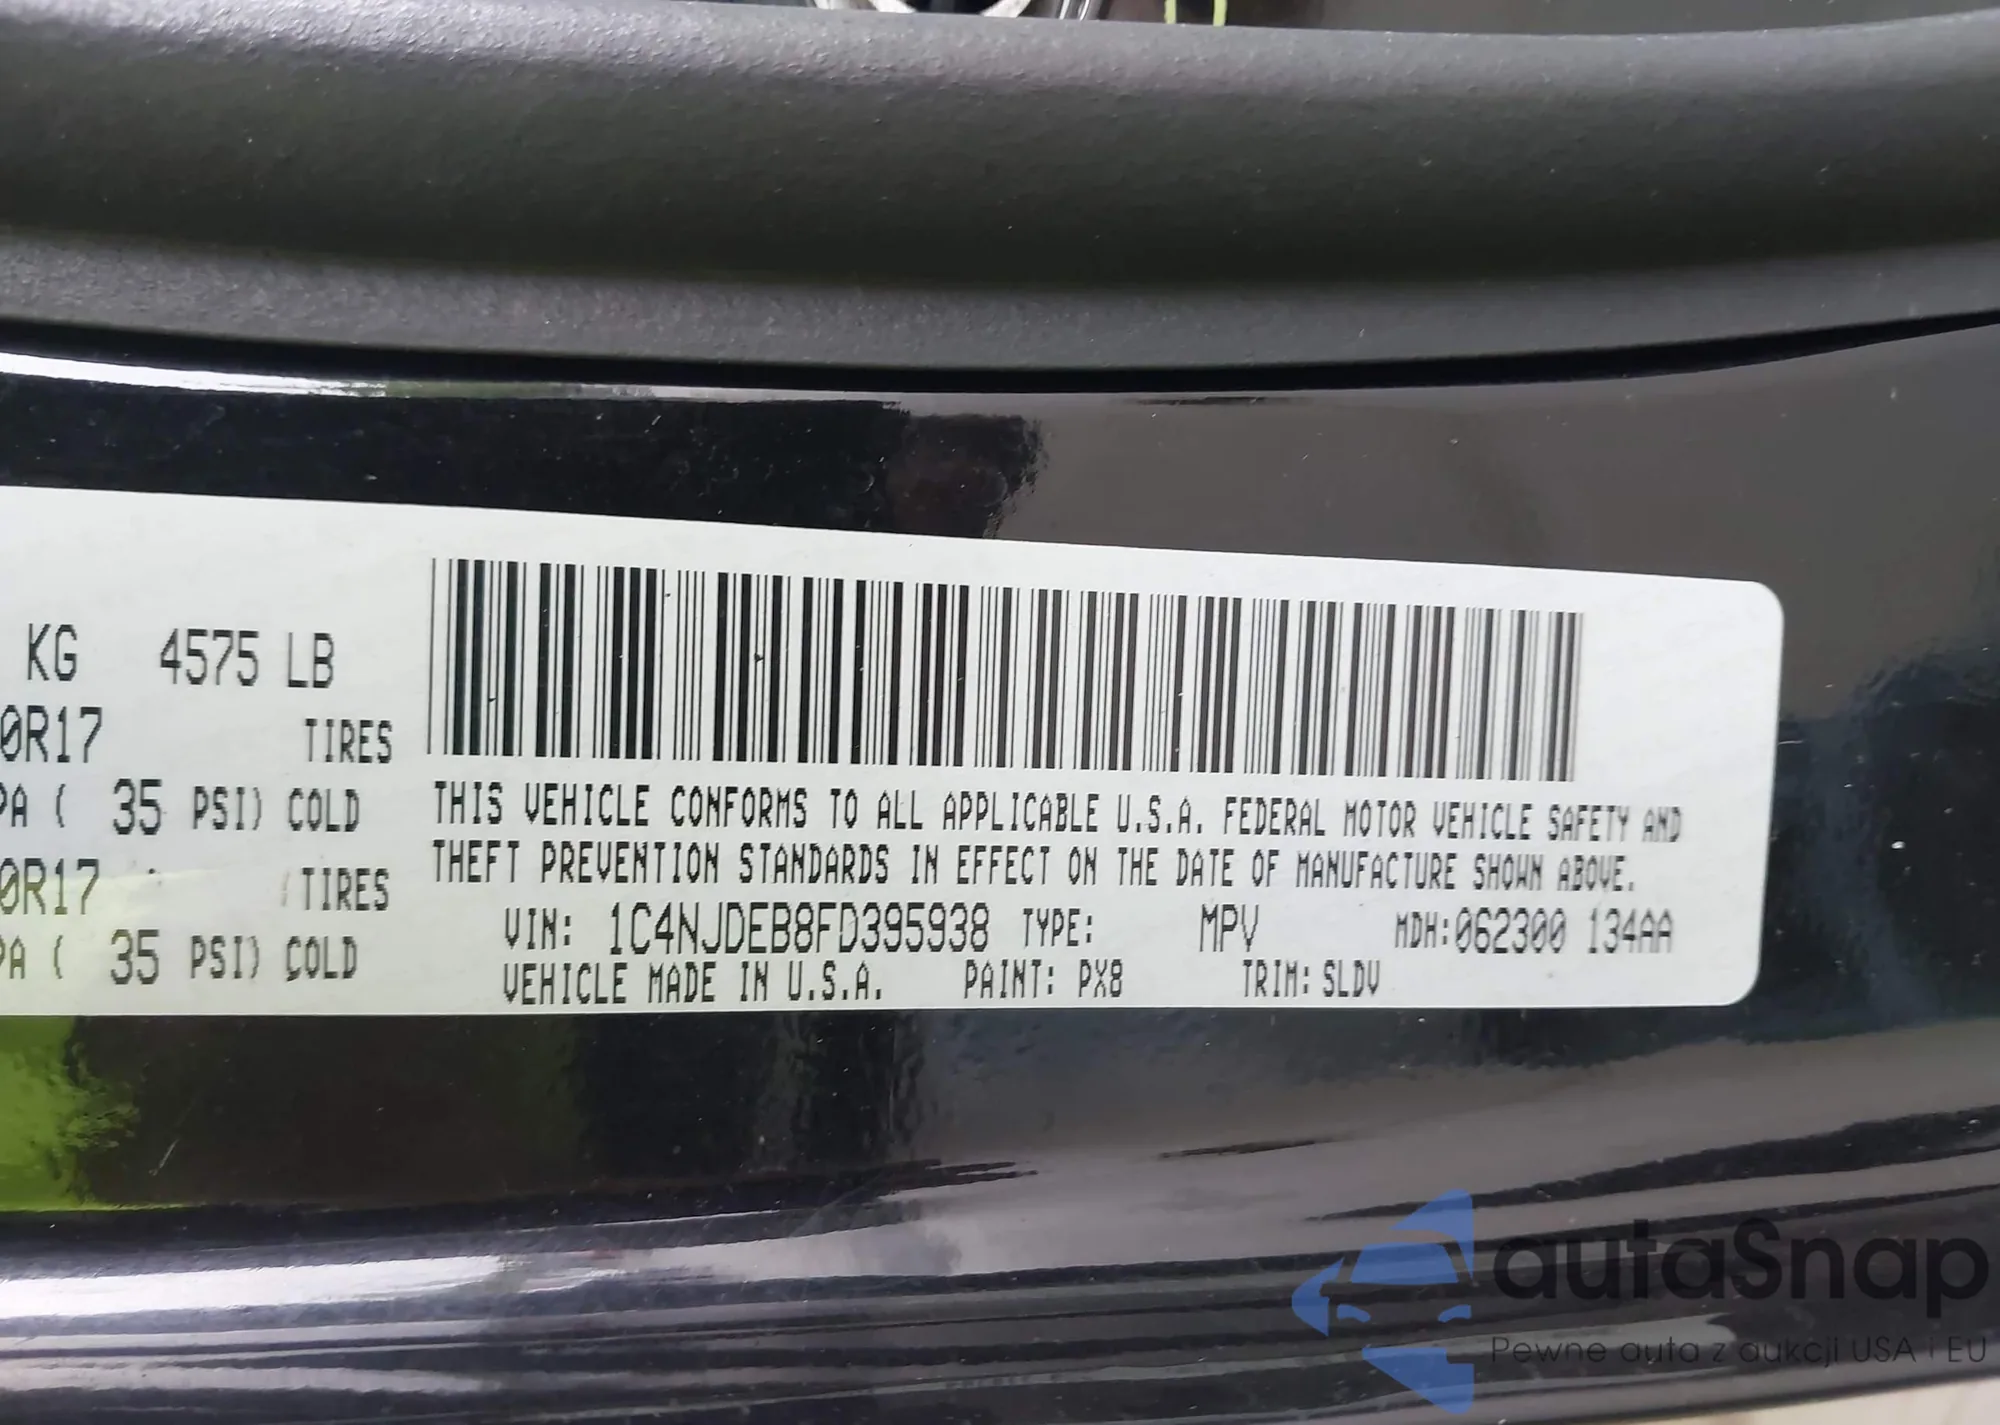 KG 4575 LB
0R17 TIRES
PA ( 35 PSI) COLD
0R17 TIRES
PA ( 35 PSI) COLD
THIS VEHICLE CONFORMS TO ALL APPLICABLE U.S.A. FEDERAL MOTOR VEHICLE SAFETY AND
THEFT PREVENTION STANDARDS IN EFFECT ON THE DATE OF MANUFACTURE SHOWN ABOVE.
VIN: 1C4NJDEB8FD395938 TYPE: MPV MDH:062300 134AA
VEHICLE MADE IN U.S.A. PAINT: PX8 TRIM: SLDV
autaSnap
Pewne auta z aukcji USA i EU